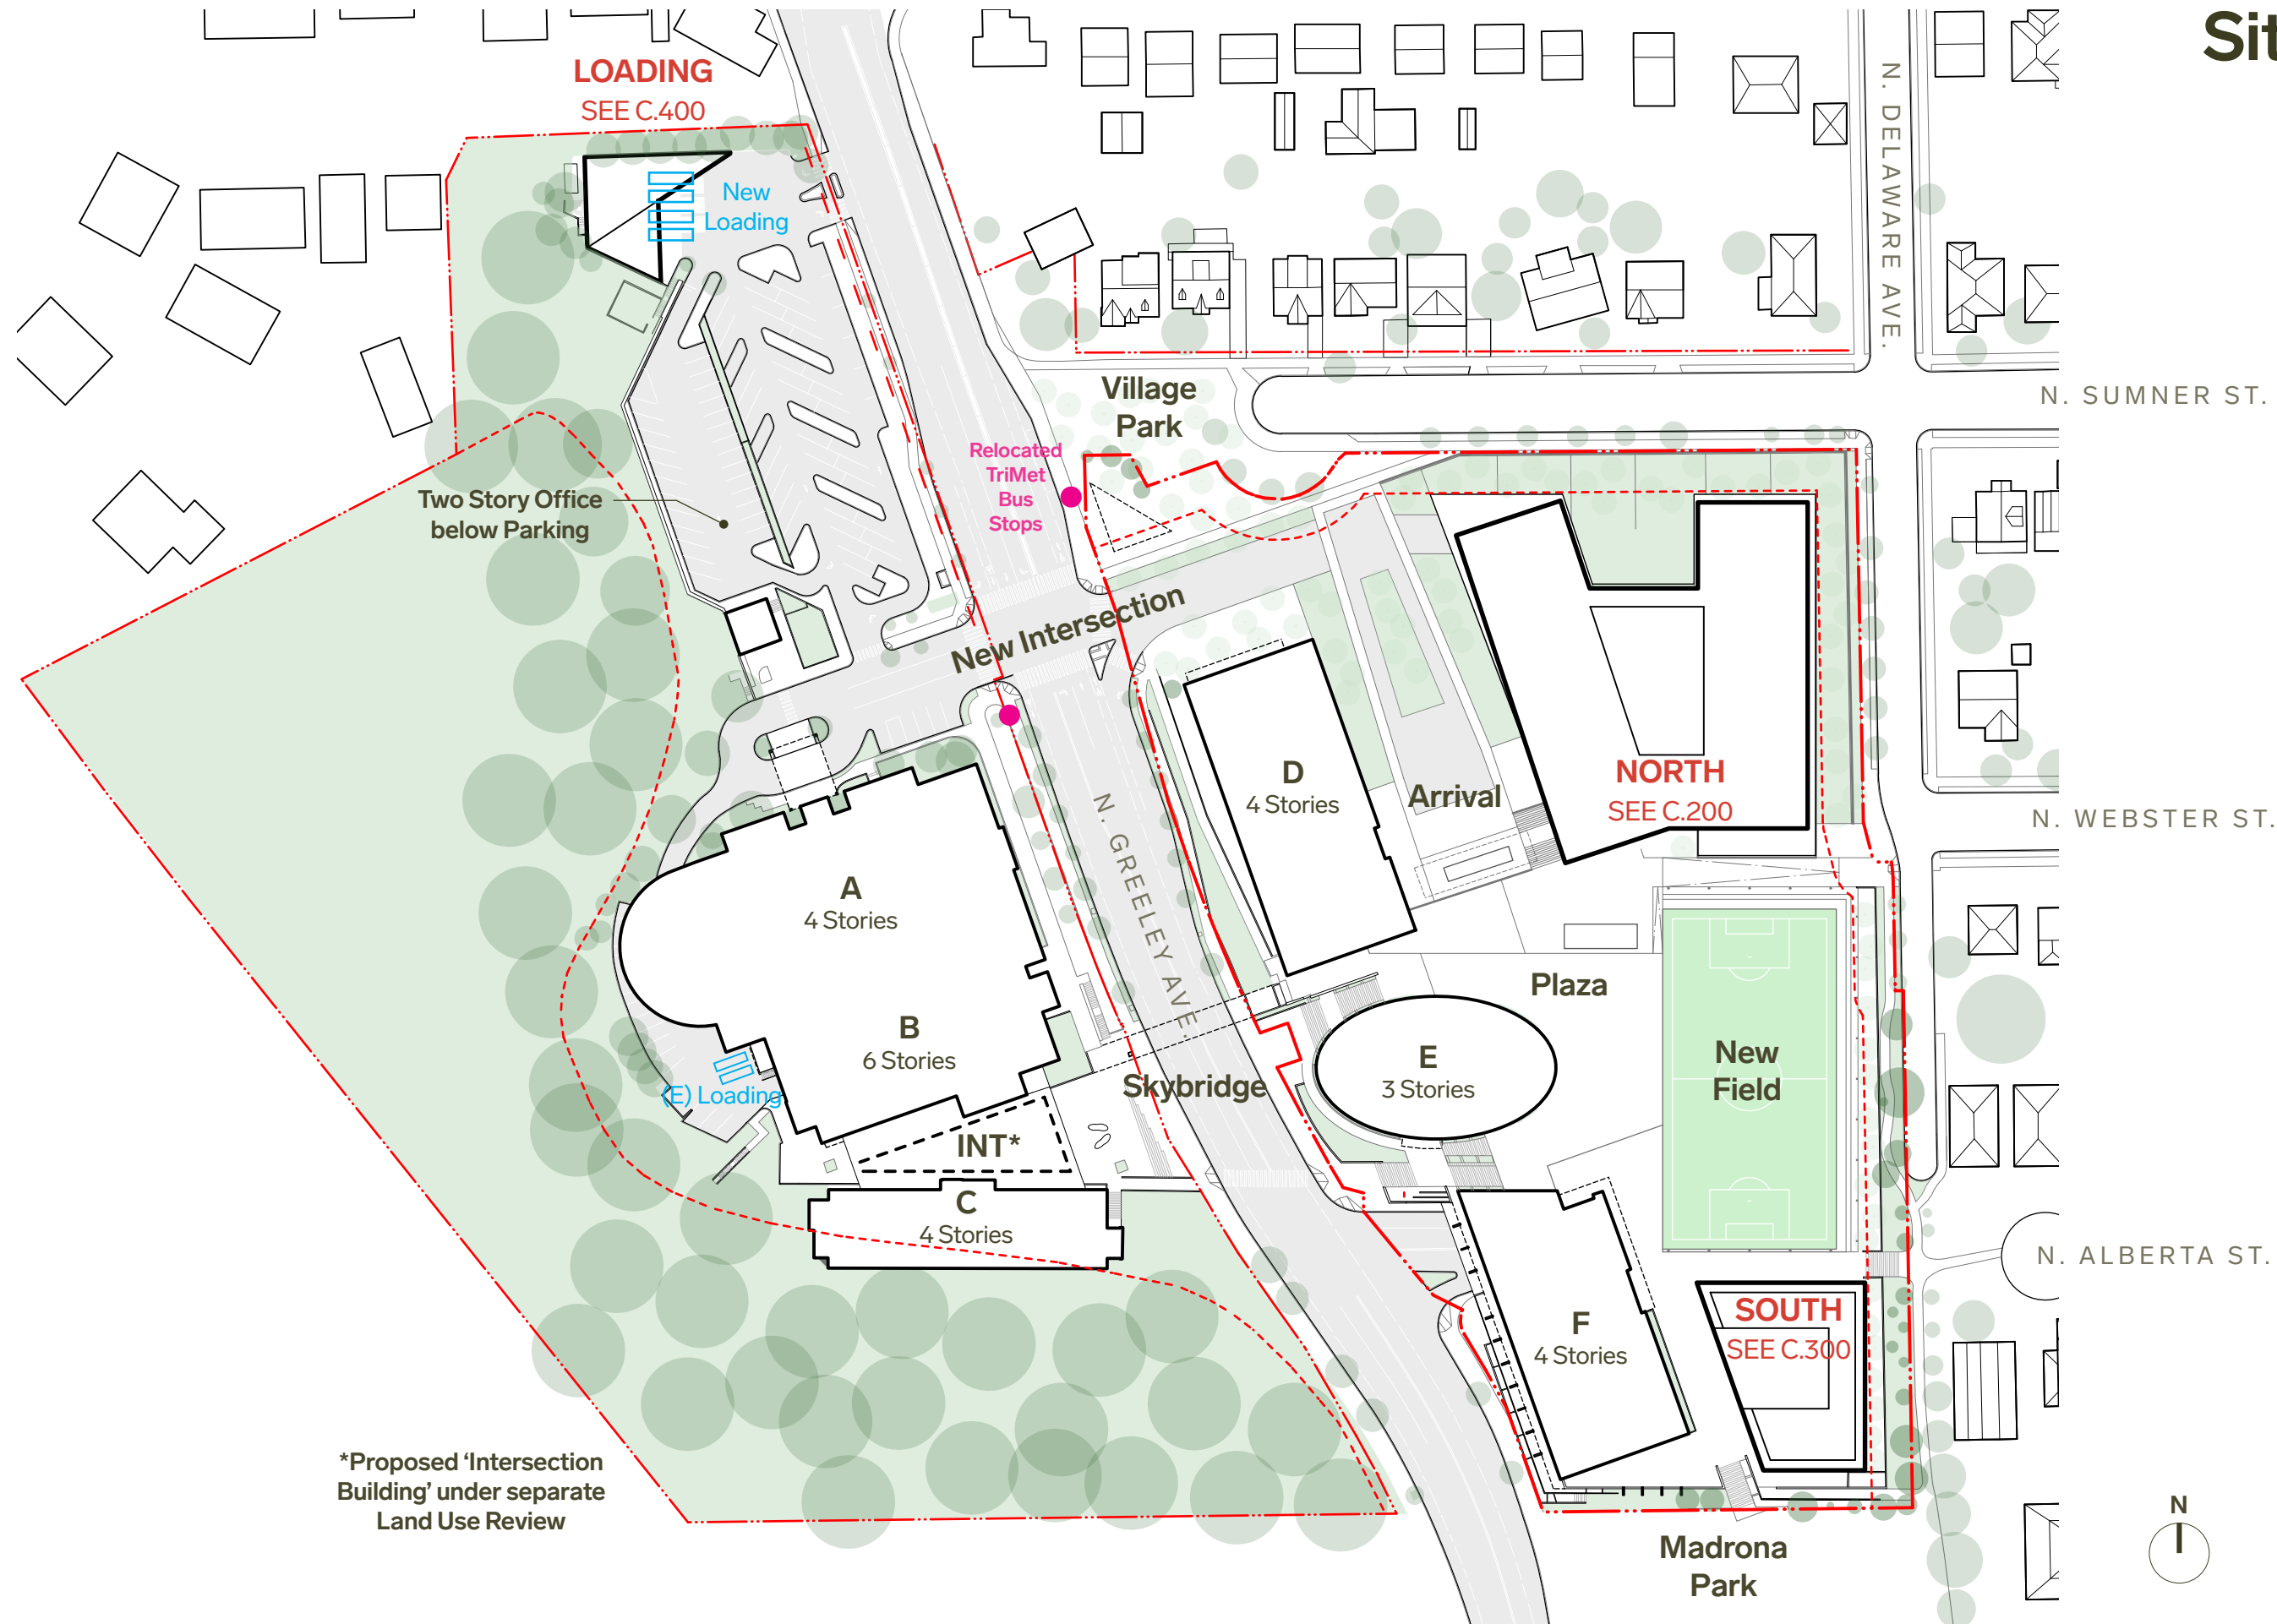 Sit
LOADING
SEE C.400
New
Loading
N. DELAWARE AVE.
N. SUMNER ST.
Village
Park
Relocated
TriMet
Bus
Stops
Two Story Office
below Parking
New Intersection
D
4 Stories
Arrival
NORTH
SEE C.200
N. WEBSTER ST.
N. GREELEY AVE.
A
4 Stories
Plaza
B
6 Stories
E
3 Stories
New
Field
(E) Loading
Skybridge
INT*
C
4 Stories
N. ALBERTA ST.
F
4 Stories
SOUTH
SEE C.300
*Proposed ‘Intersection
Building’ under separate
Land Use Review
Madrona
Park
N